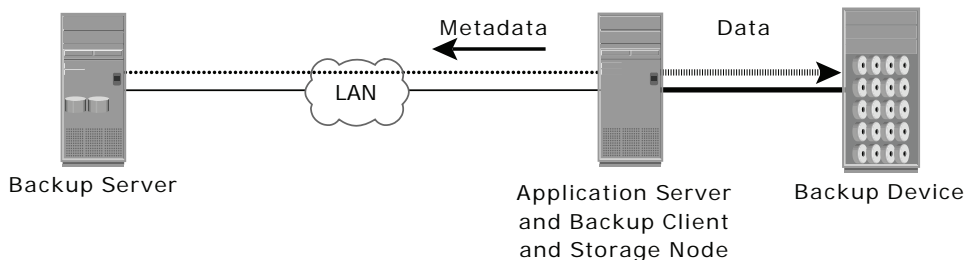 Metadata
Data
LAN
Backup Server
Application Server
and Backup Client
and Storage Node
Backup Device